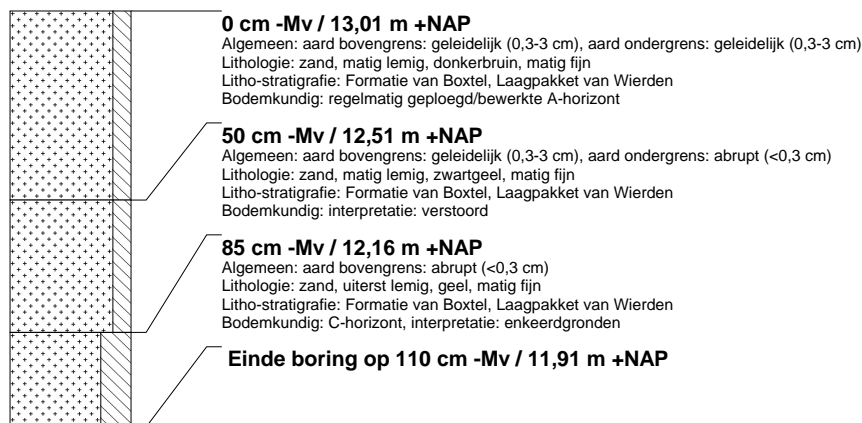 0 cm -Mv / 13,01 m +NAP
Algemeen: aard bovengrens: geleidelijk (0,3-3 cm), aard ondergrens: geleidelijk (0,3-3 cm)
Lithologie: zand, matig lemig, donkerbruin, matig fijn
Litho-stratigrafie: Formatie van Boxtel, Laagpakket van Wierden
Bodemkundig: regelmatig geploegd/bewerkte A-horizont
50 cm -Mv / 12,51 m +NAP
Algemeen: aard bovengrens: geleidelijk (0,3-3 cm), aard ondergrens: abrupt (<0,3 cm)
Lithologie: zand, matig lemig, zwartgeel, matig fijn
Litho-stratigrafie: Formatie van Boxtel, Laagpakket van Wierden
Bodemkundig: interpretatie: verstoord
85 cm -Mv / 12,16 m +NAP
Algemeen: aard bovengrens: abrupt (<0,3 cm)
Lithologie: zand, uiterst lemig, geel, matig fijn
Litho-stratigrafie: Formatie van Boxtel, Laagpakket van Wierden
Bodemkundig: C-horizont, interpretatie: enkeerdgronden
Einde boring op 110 cm -Mv / 11,91 m +NAP